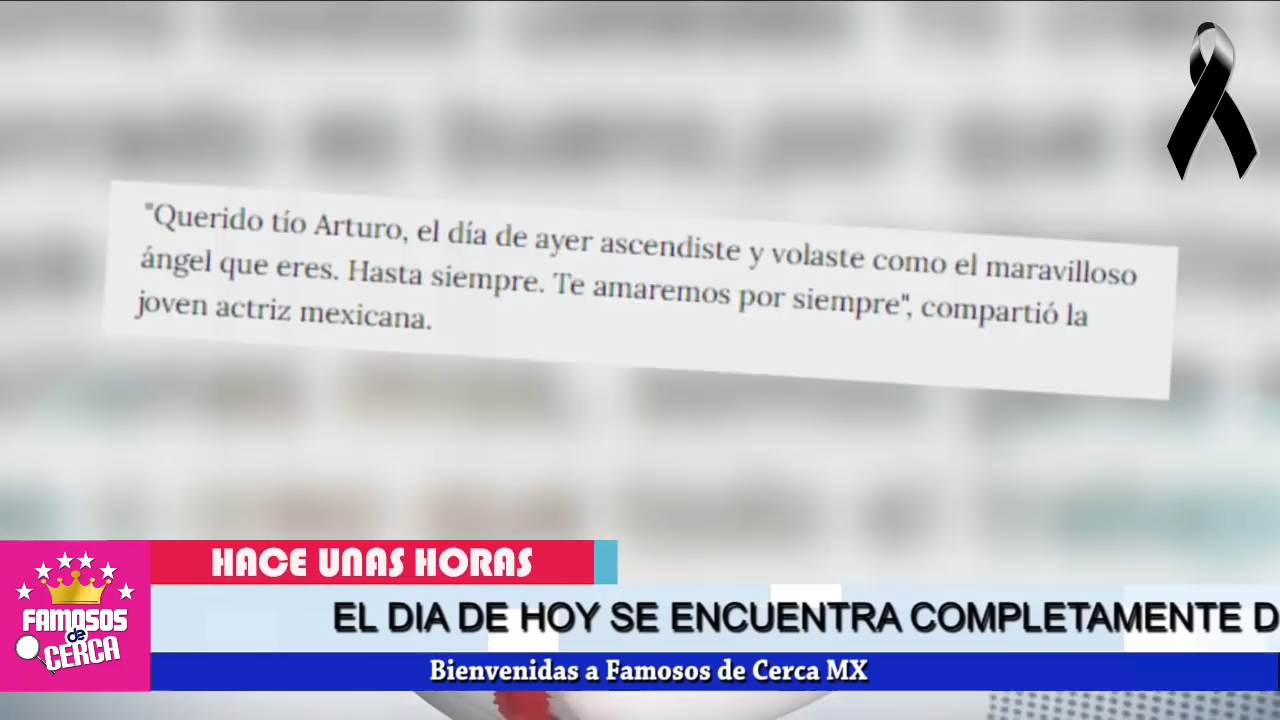 "Querido tío Arturo, el día de ayer ascendiste y volaste como el maravilloso
ángel que eres. Hasta siempre. Te amaremos por siempre", compartió la
joven actriz mexicana.
HACE UNAS HORAS
EL DIA DE HOY SE ENCUENTRA COMPLETAMENTE D
FAMOSOS
de
CERCA
Bienvenidas a Famosos de Cerca MX